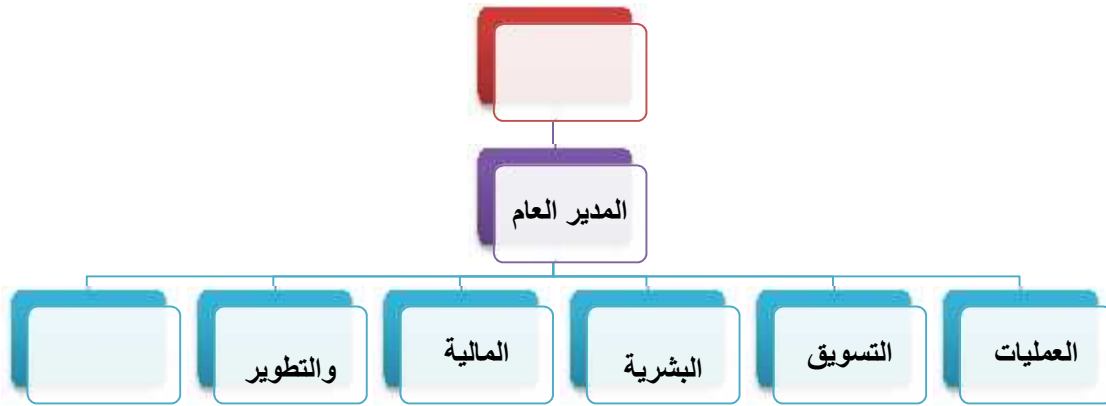 المدير العام
العمليات
التسويق
البشرية
المالية
والتطوير